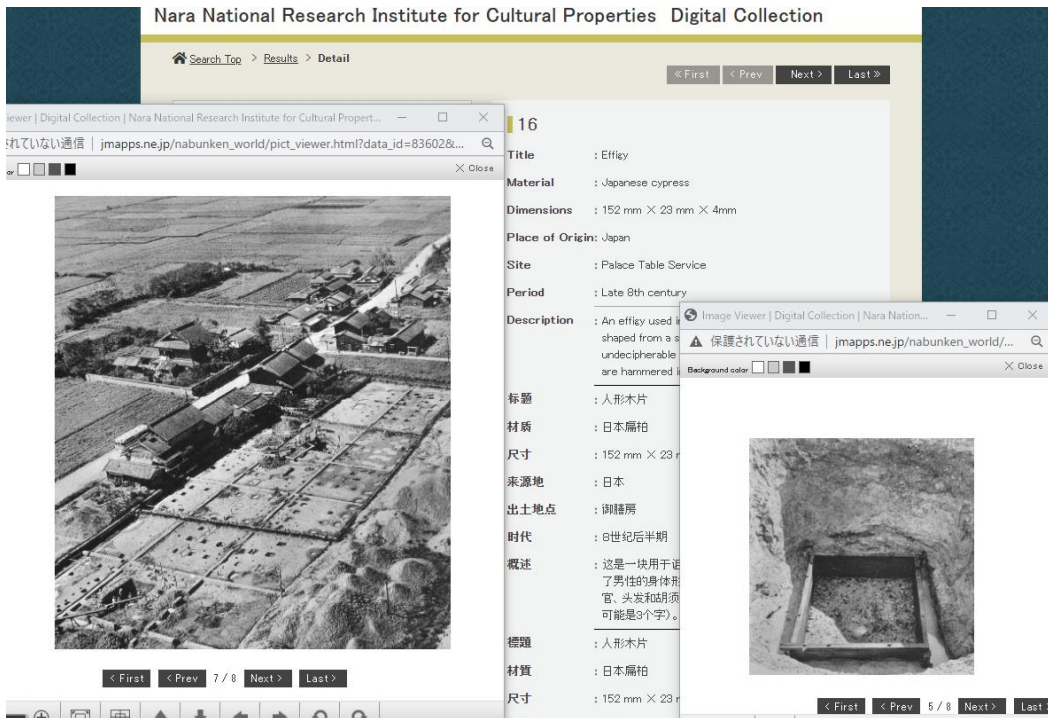 Nara National Research Institute for Cultural Properties Digital Collection
Search Top > Results > Detail
«First <Prev Next> Last»
iewer | Digital Collection | Nara National Research Institute for Cultural Propert...
されていない通信 | jmapps.ne.jp/nabunken_world/pict_viewer.html?data_id=83602&...
or
Close
<First <Prev 7/8 Next> Last>
16
Title : Effigy
Material : Japanese cypress
Dimensions : 152 mm × 23 mm × 4mm
Place of Origin: Japan
Site : Palace Table Service
Period : Late 8th century
Description : An effigy used i
shaped from a s
undecipherable
are hammered i
标题 : 人形木片
材质 : 日本扁柏
尺寸 : 152 mm × 23 m
来源地 : 日本
出土地点 : 御膳房
时代 : 8世纪后半期
概述 : 这是一块用于诅
了男性的身体形
官、头发和胡须
可能是3个字)。
標題 : 人形木片
材質 : 日本扁柏
尺寸 : 152 mm × 23 m
Image Viewer | Digital Collection | Nara Nation...
保護されていない通信 | jmapps.ne.jp/nabunken_world/...
Background color
Close
<First <Prev 5/8 Next> Last